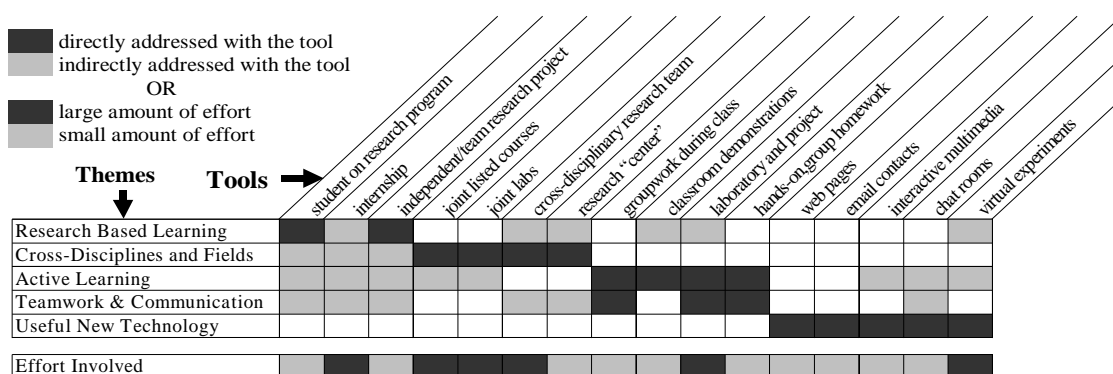 directly addressed with the tool
indirectly addressed with the tool
OR
large amount of effort
small amount of effort
Themes
Tools
student on research program
internship
independent/team research project
joint listed courses
joint labs
cross-disciplinary research team
research “center”
groupwork during class
classroom demonstrations
laboratory and project
hands-on,group homework
web pages
email contacts
interactive multimedia
chat rooms
virtual experiments
Research Based Learning
Cross-Disciplines and Fields
Active Learning
Teamwork & Communication
Useful New Technology
Effort Involved